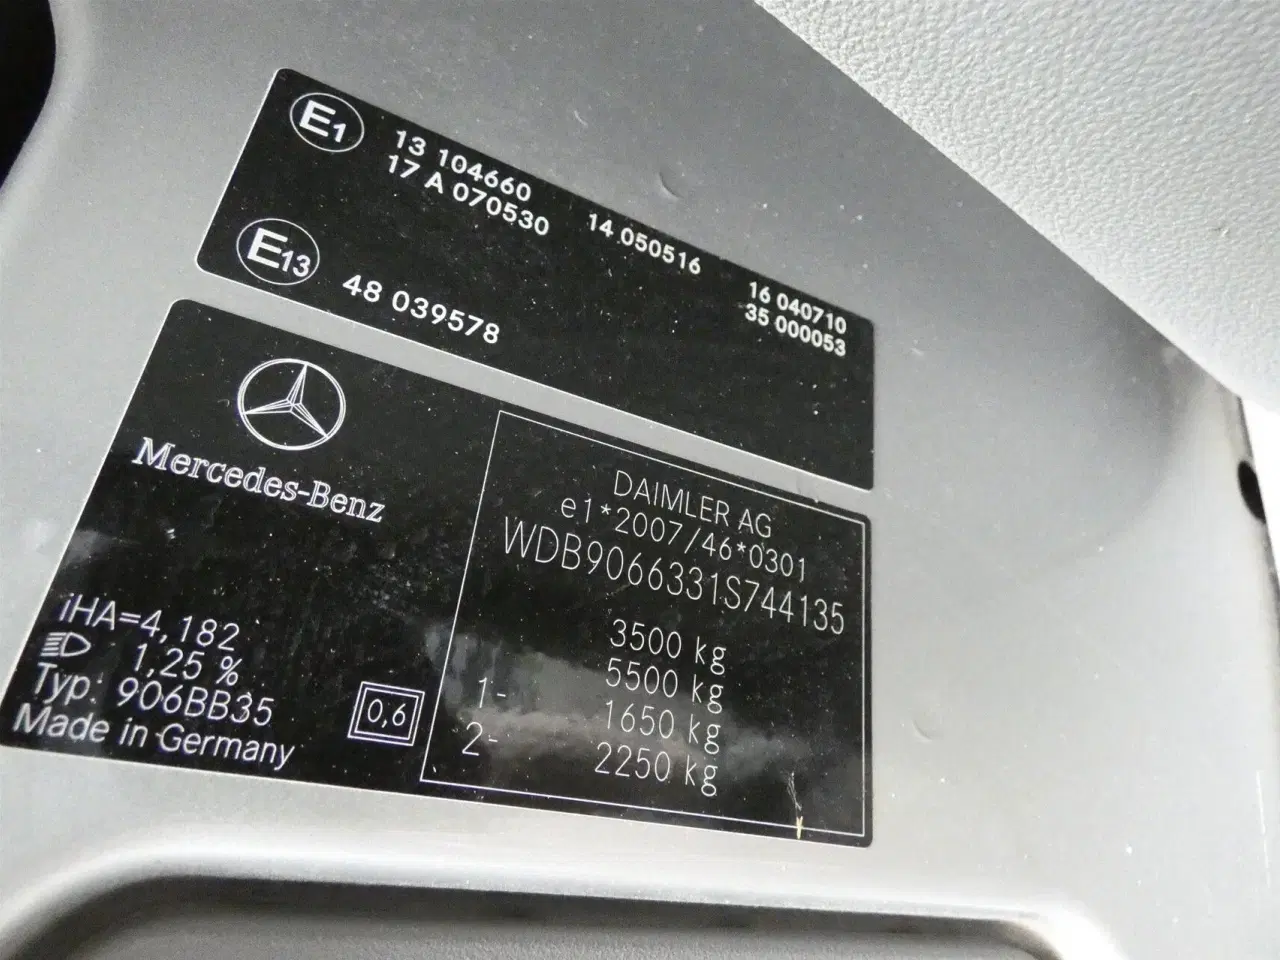 E1
13 104660
17 A 070530
14 050516
16 040710
35 000053
E13
48 039578
Mercedes-Benz
DAIMLER AG
e1*2007/46*0301
WDB9066331S744135
3500 kg
5500 kg
1- 1650 kg
2- 2250 kg
iHA=4,182
1,25 %
Typ: 906BB35
Made in Germany
0,6